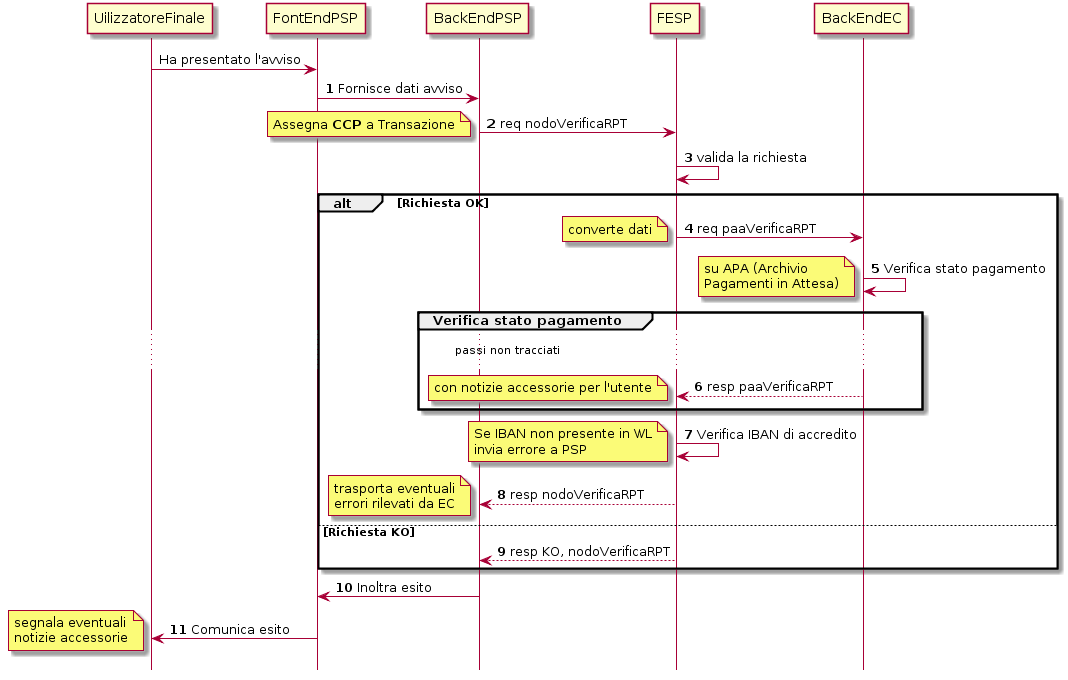 UilizzatoreFinale
FontEndPSP
BackEndPSP
FESP
BackEndEC
Ha presentato l'avviso
1 Fornisce dati avviso
Assegna CCP a Transazione
2 req nodoVerificaRPT
3 valida la richiesta
alt
[Richiesta OK]
converte dati
4 req paaVerificaRPT
su APA (Archivio
Pagamenti in Attesa)
5 Verifica stato pagamento
Verifica stato pagamento
passi non tracciati
con notizie accessorie per l'utente
6 resp paaVerificaRPT
Se IBAN non presente in WL
invia errore a PSP
7 Verifica IBAN di accredito
trasporta eventuali
errori rilevati da EC
8 resp nodoVerificaRPT
[Richiesta KO]
9 resp KO, nodoVerificaRPT
10 Inoltra esito
segnala eventuali
notizie accessorie
11 Comunica esito